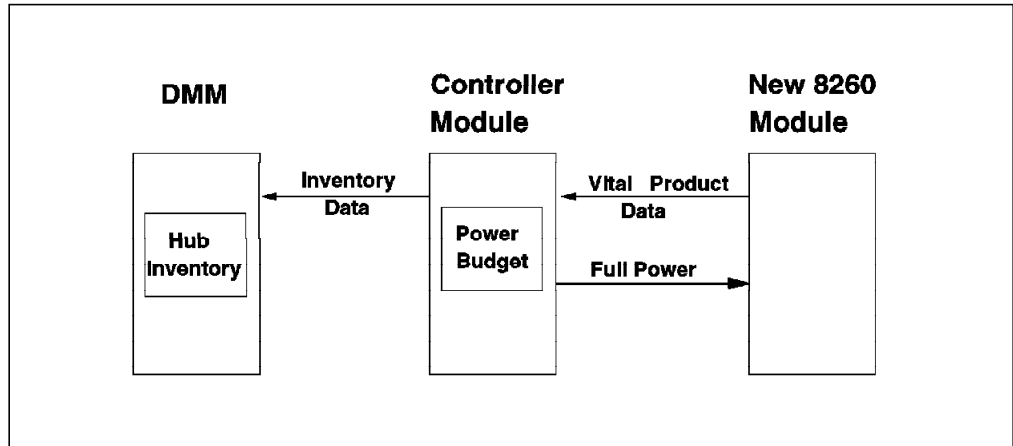 DMM
Controller
Module
New 8260
Module
Inventory
Data
Vital Product
Data
Hub
Inventory
Power
Budget
Full Power